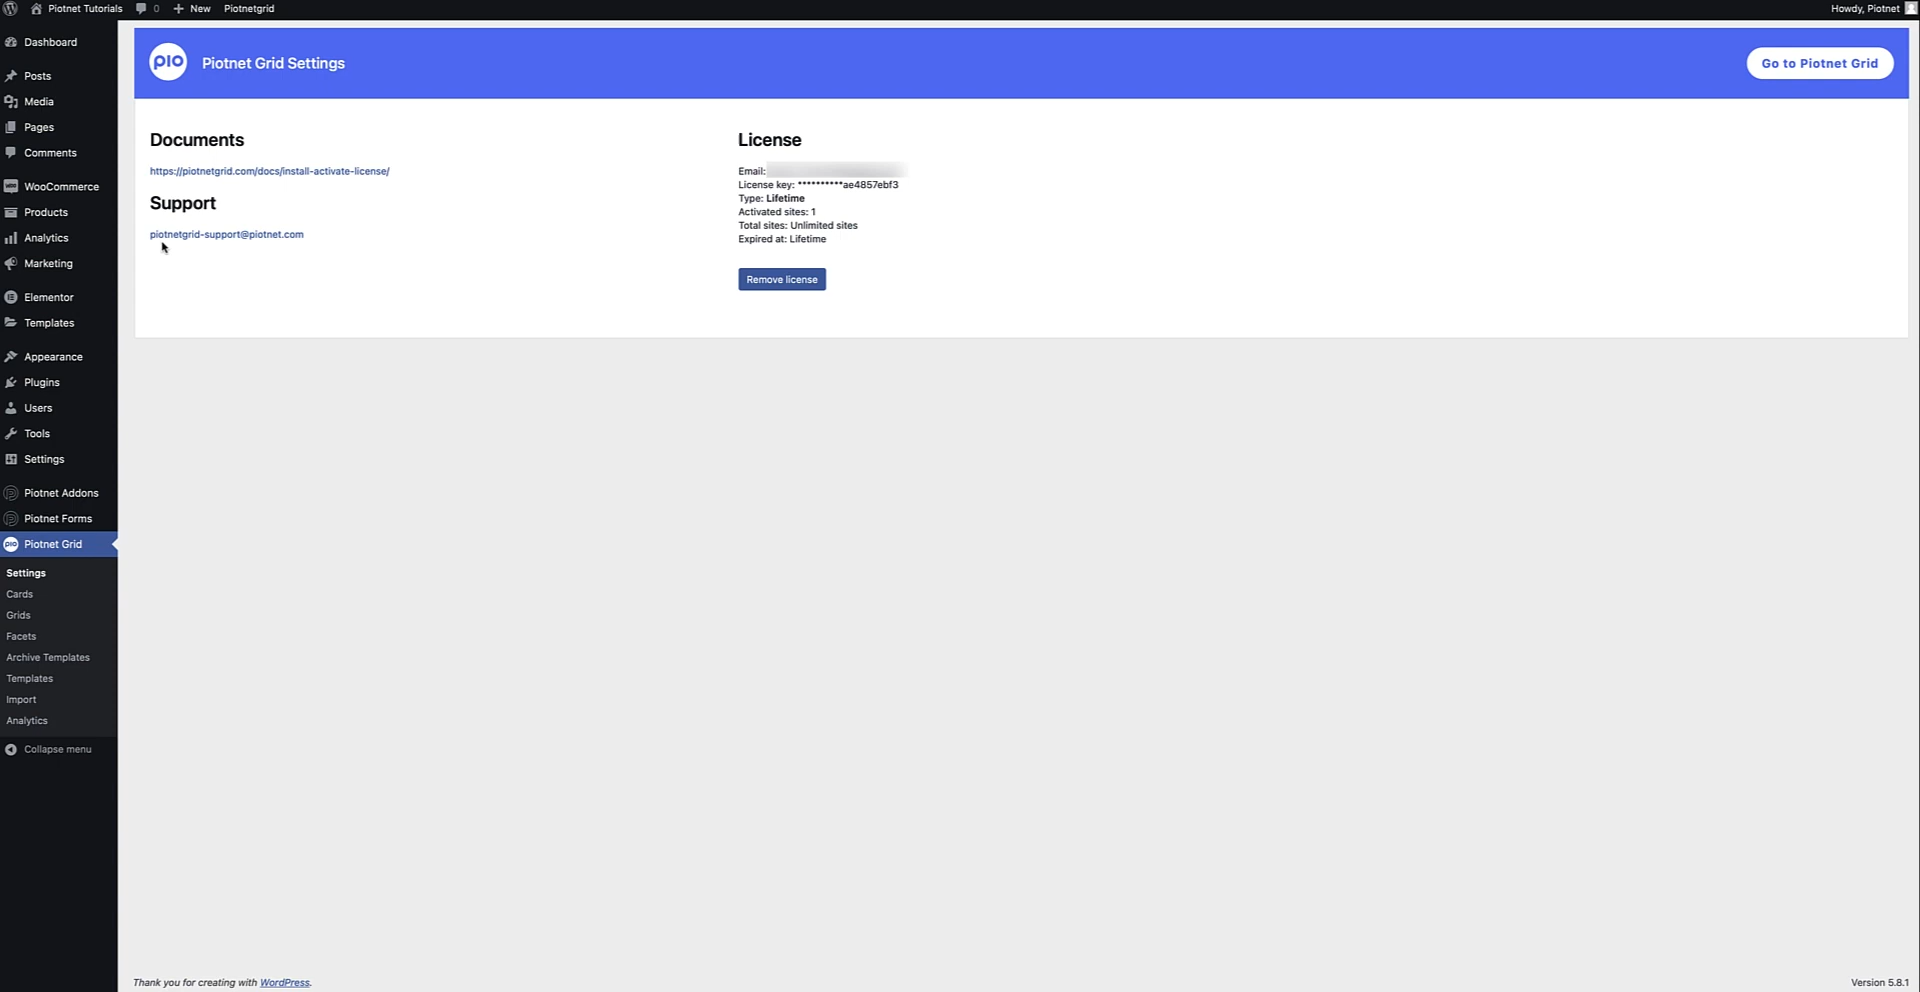 Piotnet Tutorials 0 New Piotnetgrid Howdy, Piotnet
Dashboard
Posts
Media
Pages
Comments
WooCommerce
Products
Analytics
Marketing
Elementor
Templates
Appearance
Plugins
Users
Tools
Settings
Piotnet Addons
Piotnet Forms
pio Piotnet Grid
Settings
Cards
Grids
Facets
Archive Templates
Templates
Import
Analytics
Collapse menu
pio Piotnet Grid Settings
Go to Piotnet Grid
Documents
https://piotnetgrid.com/docs/install-activate-license/
Support
piotnetgrid-support@piotnet.com
License
Email:
License key: **********ae4857ebf3
Type: Lifetime
Activated sites: 1
Total sites: Unlimited sites
Expired at: Lifetime
Remove license
Thank you for creating with WordPress.
Version 5.8.1